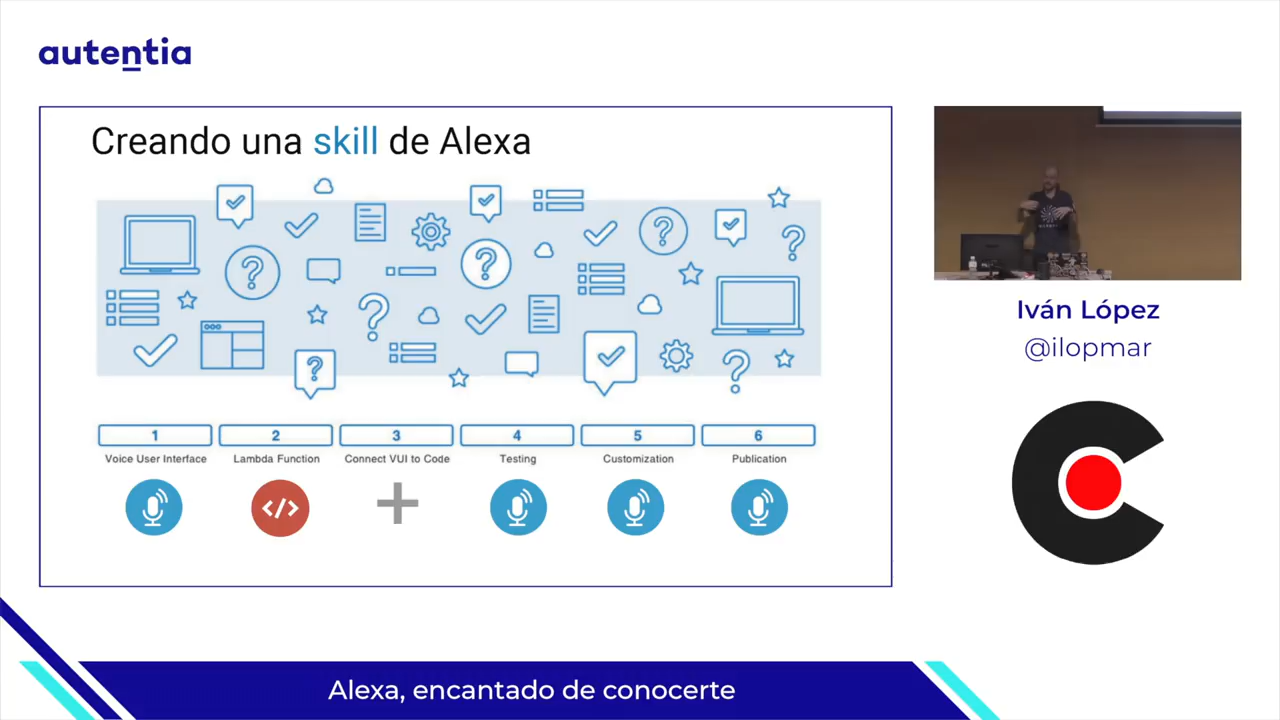 autentia
Creando una skill de Alexa
?
?
?
?
?
?
?
1
2
3
4
5
6
Voice User Interface
Lambda Function
Connect VUI to Code
Testing
Customization
Publication
</>
Iván López
@ilopmar
Alexa, encantado de conocerte